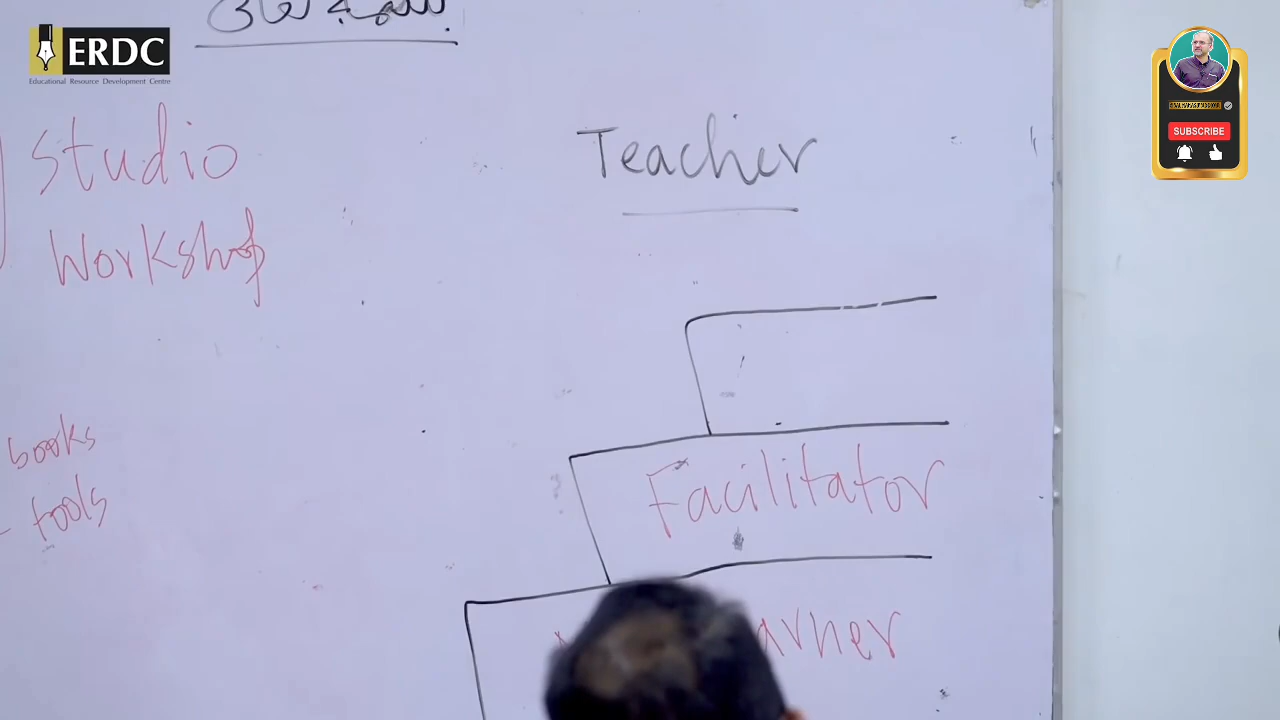 ERDC
Educational Resource Development Centre
SUBSCRIBE
Studio
Workshop
books
- tools
Teacher
Facilitator